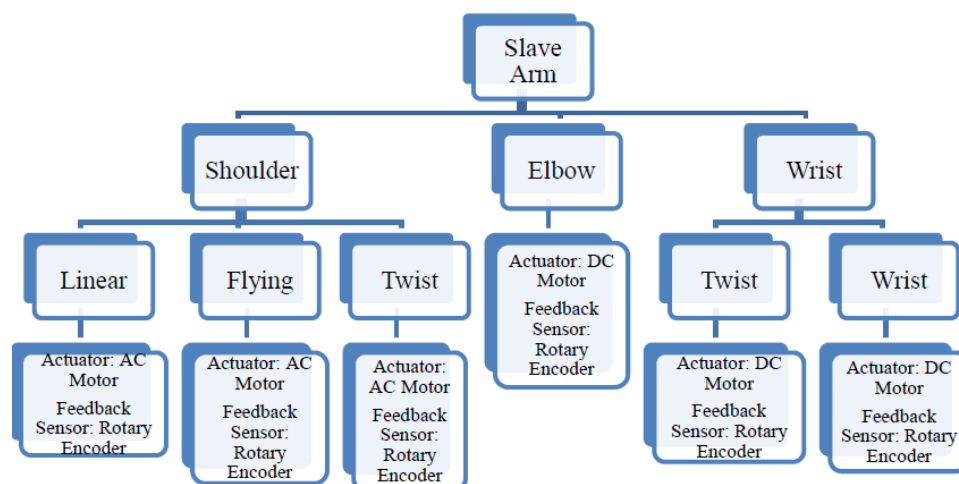 Slave
Arm
Shoulder
Elbow
Wrist
Linear
Flying
Twist
Actuator: DC
Motor
Feedback
Sensor:
Rotary
Encoder
Twist
Wrist
Actuator: AC
Motor
Feedback
Sensor: Rotary
Encoder
Actuator: AC
Motor
Feedback
Sensor:
Rotary
Encoder
Actuator:
AC Motor
Feedback
Sensor:
Rotary
Encoder
Actuator: DC
Motor
Feedback
Sensor: Rotary
Encoder
Actuator: DC
Motor
Feedback
Sensor: Rotary
Encoder